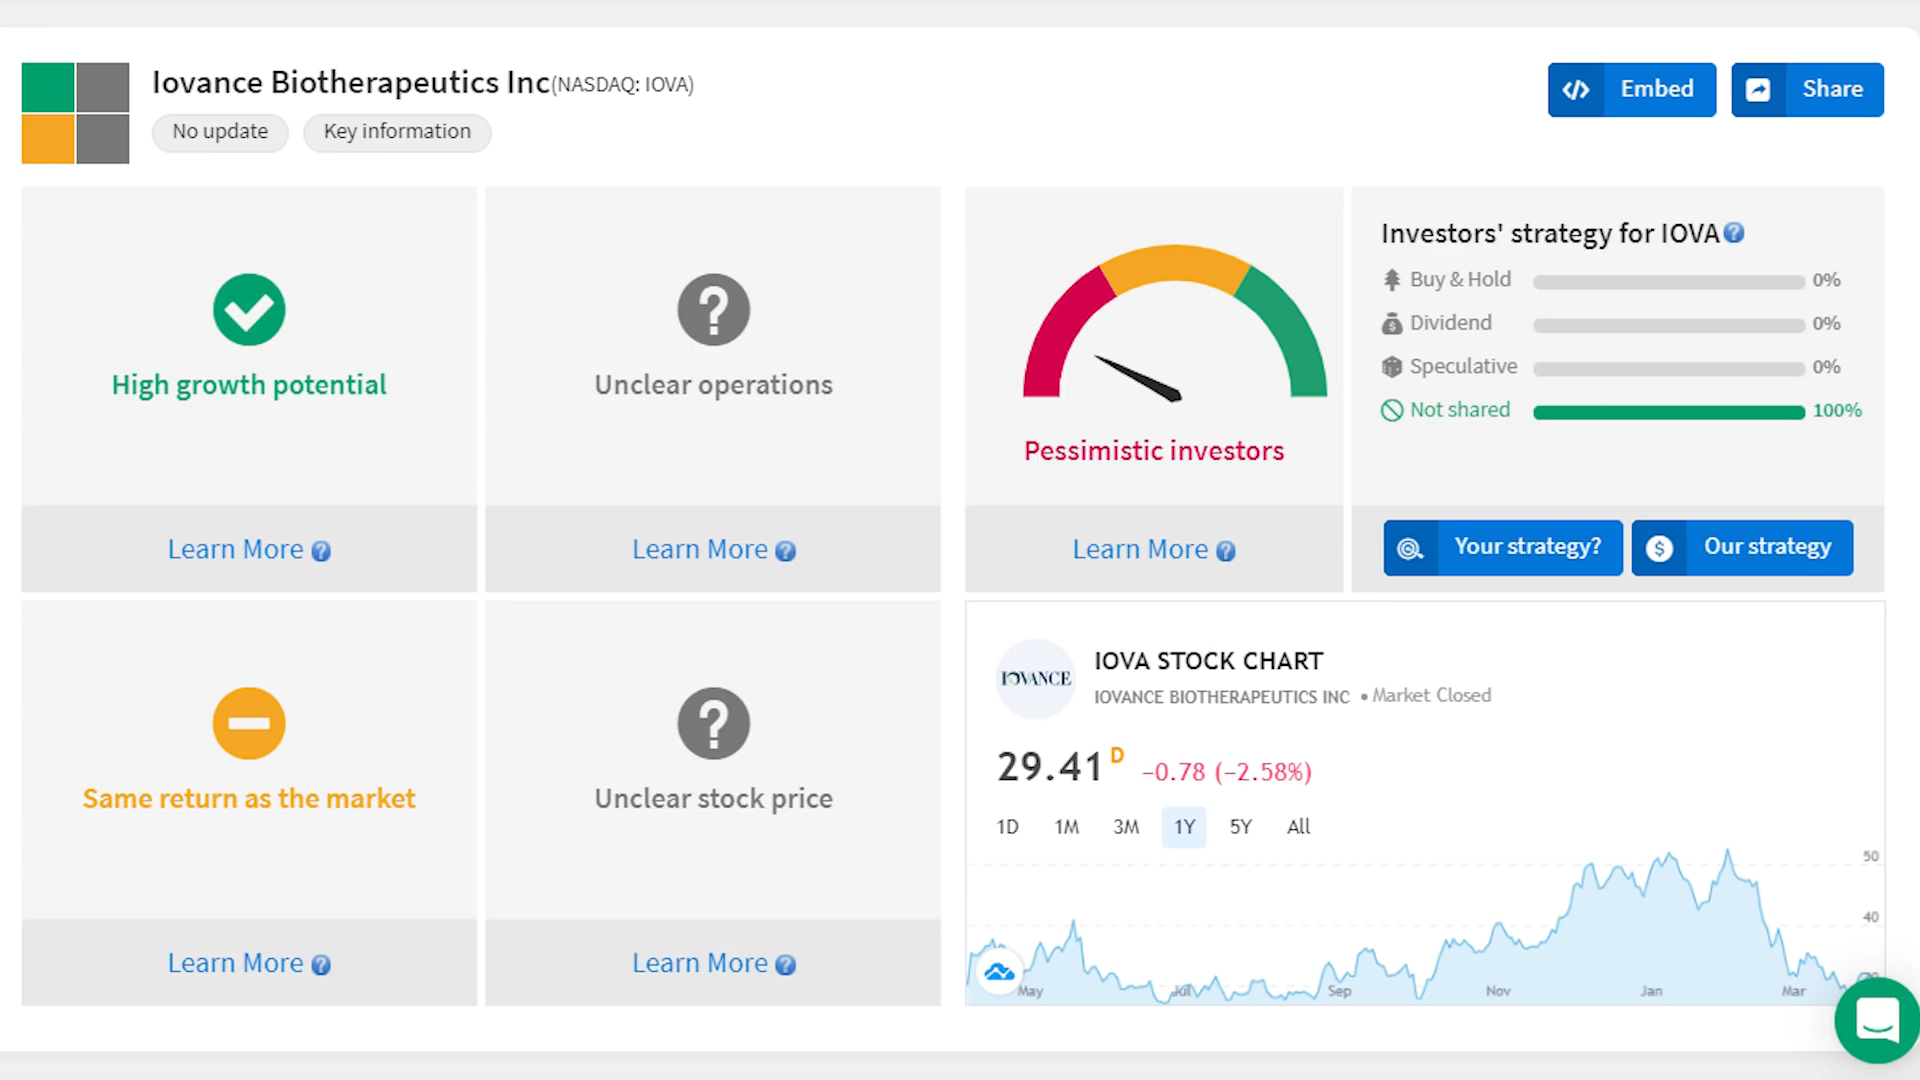 Iovance Biotherapeutics Inc(NASDAQ: IOVA)
No update
Key information
Embed
Share
High growth potential
Learn More
Unclear operations
Learn More
Pessimistic investors
Learn More
Investors' strategy for IOVA
Buy & Hold 0%
Dividend 0%
Speculative 0%
Not shared 100%
Your strategy?
Our strategy
Same return as the market
Learn More
Unclear stock price
Learn More
IOVANCE
IOVA STOCK CHART
IOVANCE BIOTHERAPEUTICS INC • Market Closed
29.41 D −0.78 (−2.58%)
1D 1M 3M 1Y 5Y All
50
40
May Jul Sep Nov Jan Mar